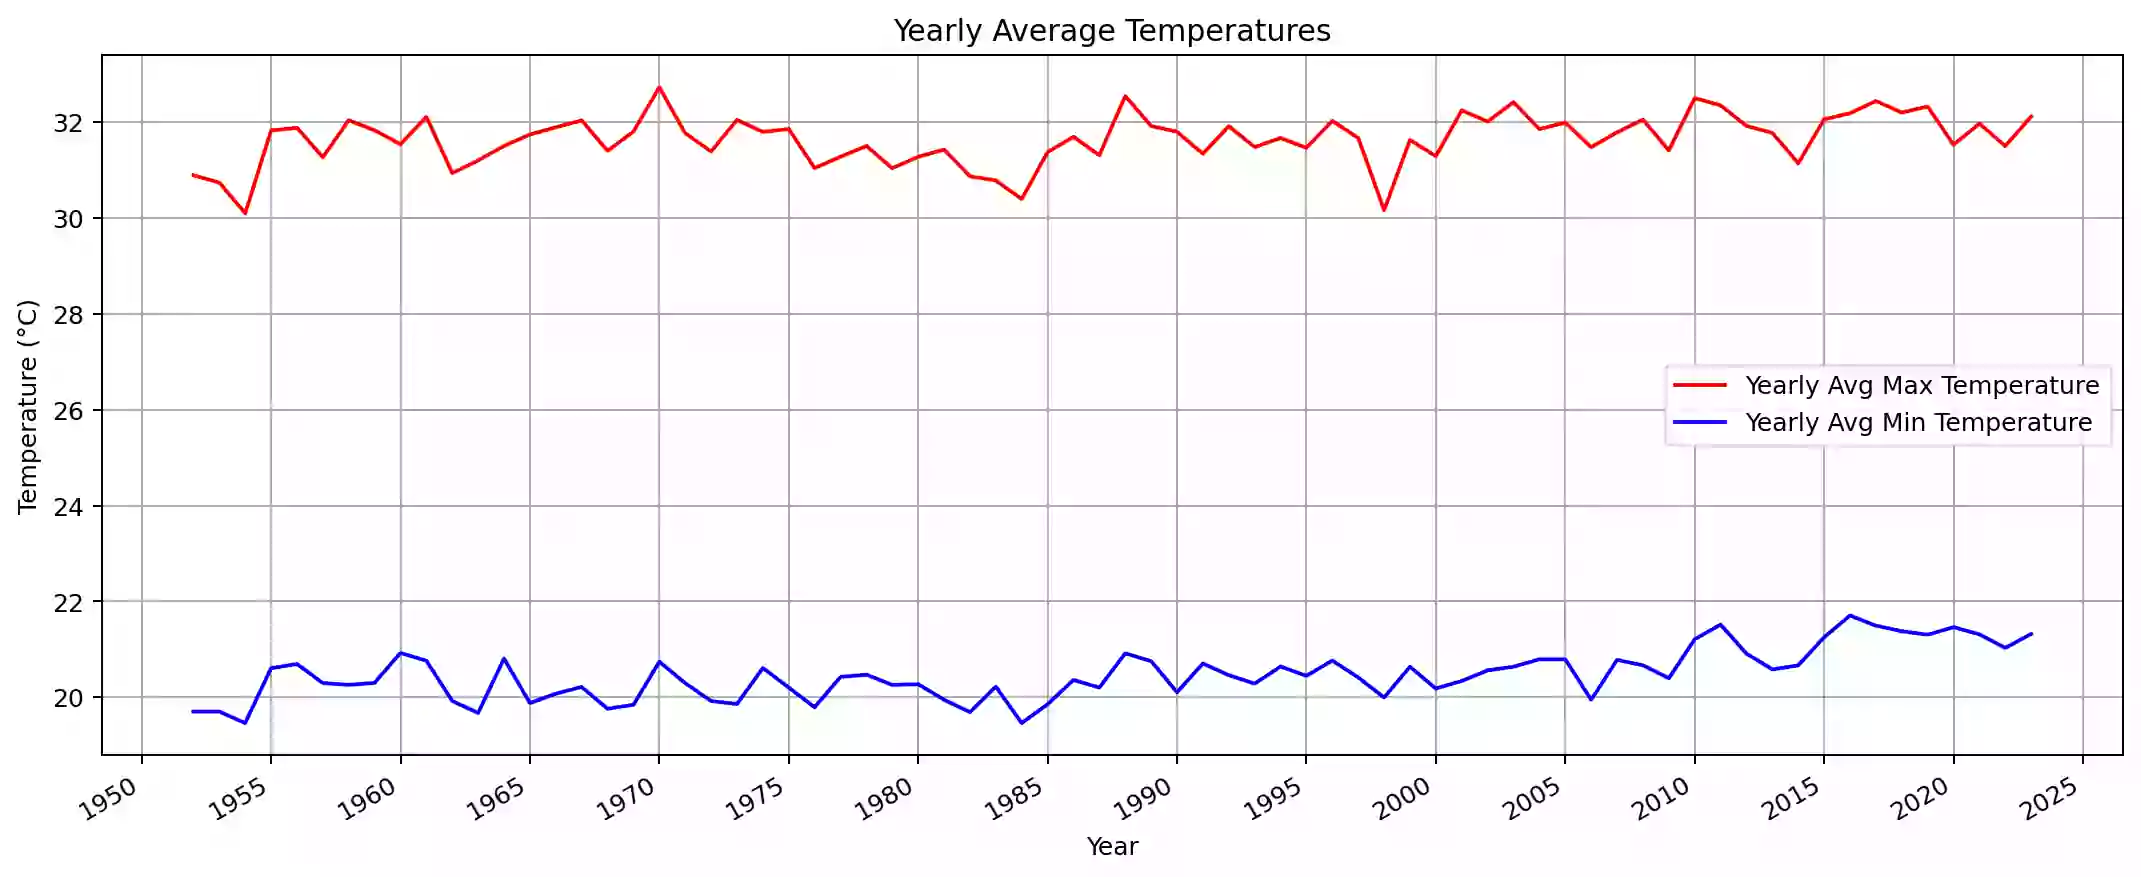 Yearly Average Temperatures
Temperature (°C)
32
30
28
26
24
22
20
Yearly Avg Max Temperature
Yearly Avg Min Temperature
1950 1955 1960 1965 1970 1975 1980 1985 1990 1995 2000 2005 2010 2015 2020 2025
Year